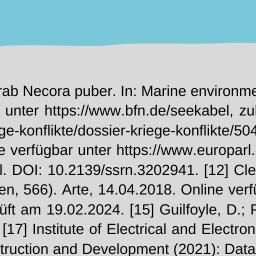 rab Necora puber. In: Marine environme
unter https://www.bfn.de/seekabel, zul
ge-konflikte/dossier-kriege-konflikte/504
e verfügbar unter https://www.europarl.
l. DOI: 10.2139/ssrn.3202941. [12] Cle
en, 566). Arte, 14.04.2018. Online verfü
üft am 19.02.2024. [15] Guilfoyle, D.; P
[17] Institute of Electrical and Electron
truction and Development (2021): Data